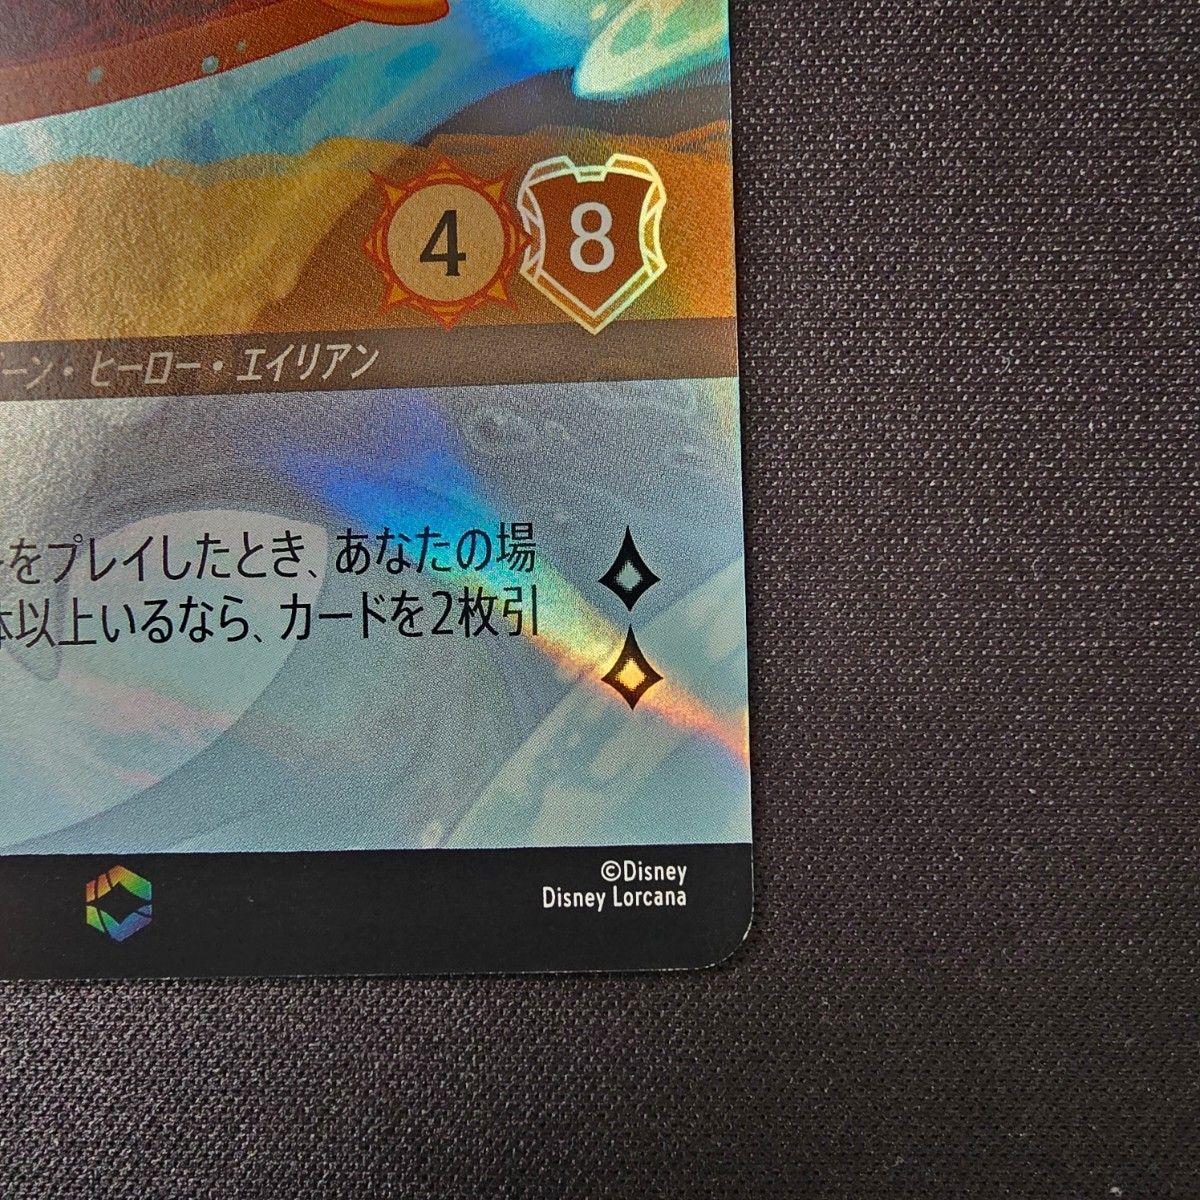 4 8
ーン・ヒーロー・エイリアン
をプレイしたとき、あなたの場
体以上いるなら、カードを2枚引
©Disney
Disney Lorcana